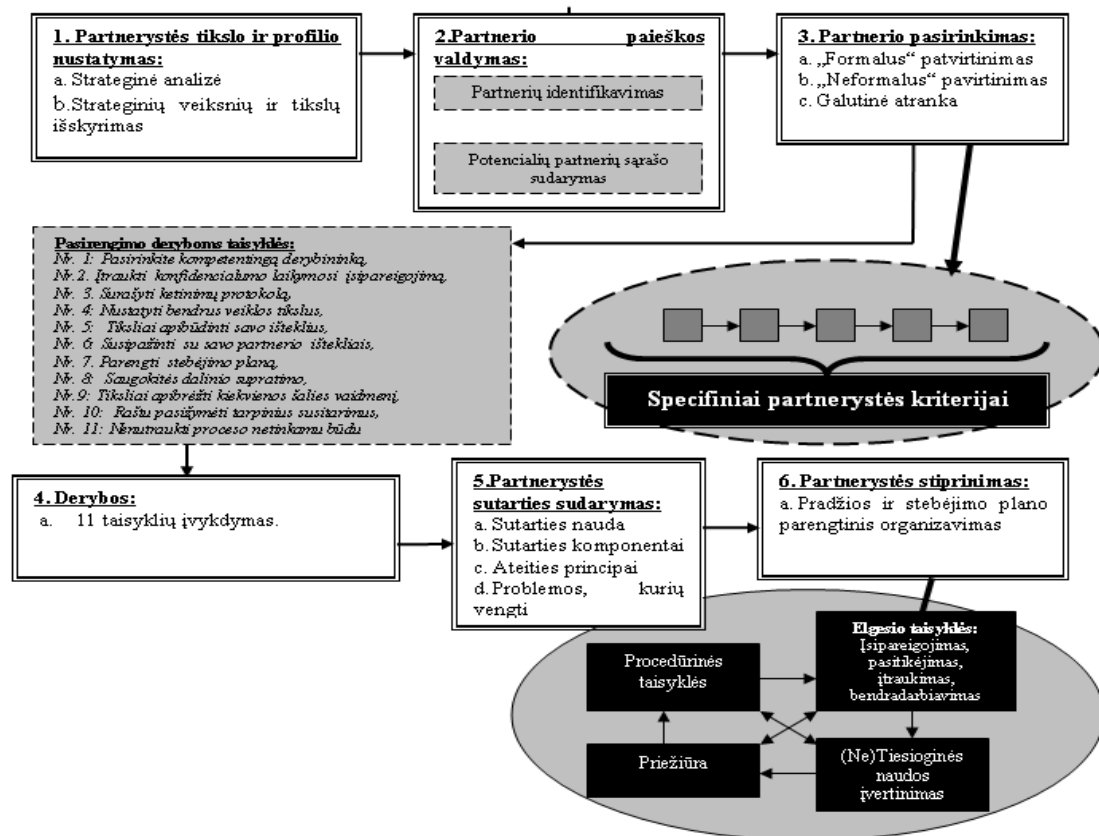 1. Partnerystės tikslo ir profilio
nustatymas:
a. Strateginė analizė
b.Strateginių veiksnių ir tikslų
išskyrimas
2.Partnerio paieškos
valdymas:
Partnerių identifikavimas
Potencialių partnerių sąrašo
sudarymas
3. Partnerio pasirinkimas:
a. „Formalus“ patvirtinimas
b. „Neformalus“ pavirtinimas
c. Galutinė atranka
Pasirengimo deryboms taisyklės:
Nr. 1: Pasirinkite kompetentingą derybininką,
Nr.2. Įtraukti konfidencialumo laikymosi įsipareigojimą,
Nr. 3. Surašyti ketinimų protokolą,
Nr. 4: Nustatyti bendrus veiklos tikslus,
Nr. 5: Tiksliai apibūdinti savo išteklius,
Nr. 6: Susipažinti su savo partnerio ištekliais,
Nr. 7. Parengti stebėjimo planą,
Nr. 8: Saugokitės dalinio supratimo,
Nr.9: Tiksliai apibrėžti kiekvienos šalies vaidmenį,
Nr. 10: Raštu pasižymėti tarpinius susitarimus,
Nr. 11: Nenutraukti proceso netinkamu būdu
Specifiniai partnerystės kriterijai
4. Derybos:
a. 11 taisyklių įvykdymas.
5.Partnerystės
sutarties sudarymas:
a. Sutarties nauda
b. Sutarties komponentai
c. Ateities principai
d. Problemos, kurių
vengti
6. Partnerystės stiprinimas:
a. Pradžios ir stebėjimo plano
parengtinis organizavimas
Procedūrinės
taisyklės
Elgesio taisyklės:
Įsipareigojimas,
pasitikėjimas,
įtraukimas,
bendradarbiavimas
Priežiūra
(Ne)Tiesioginės
naudos
įvertinimas